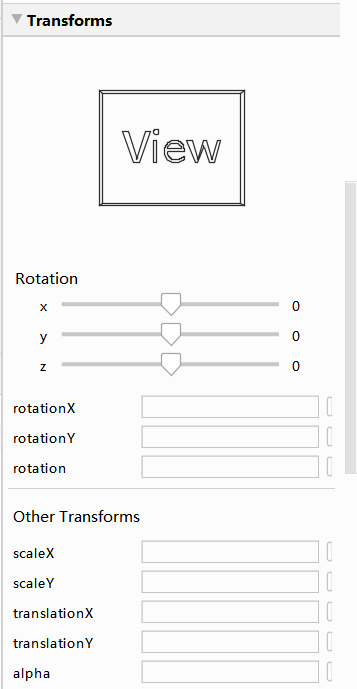 Transforms
View
Rotation
x 0
y 0
z 0
rotationX
rotationY
rotation
Other Transforms
scaleX
scaleY
translationX
translationY
alpha